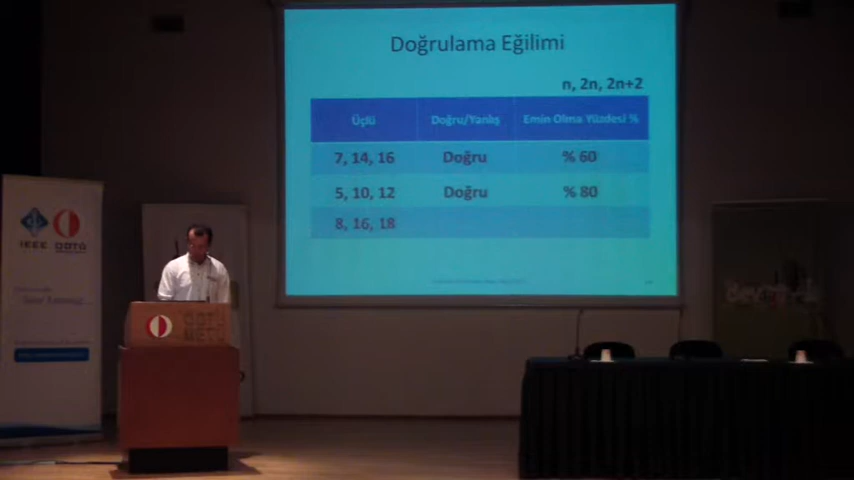 Doğrulama Eğilimi
n, 2n, 2n+2
Üçlü Doğru/Yanlış Emin Olma Yüzdesi %
7, 14, 16 Doğru % 60
5, 10, 12 Doğru % 80
8, 16, 18
IEEE ODTÜ